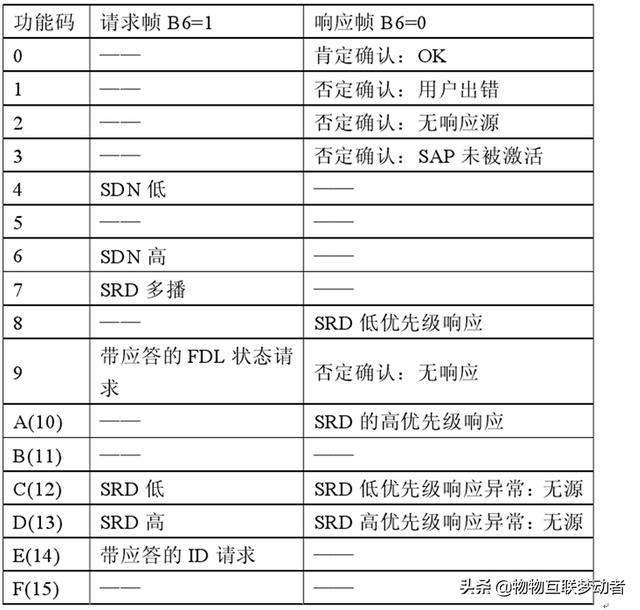 功能码 请求帧 B6=1 响应帧 B6=0
0 —— 肯定确认：OK
1 —— 否定确认：用户出错
2 —— 否定确认：无响应源
3 —— 否定确认：SAP 未被激活
4 SDN 低 ——
5 —— ——
6 SDN 高 ——
7 SRD 多播 ——
8 —— SRD 低优先级响应
9 带应答的 FDL 状态请
求 否定确认：无响应
A(10) —— SRD 的高优先级响应
B(11) —— ——
C(12) SRD 低 SRD 低优先级响应异常：无源
D(13) SRD 高 SRD 高优先级响应异常：无源
E(14) 带应答的 ID 请求 ——
F(15) —— ——
头条 @物物互联梦动者